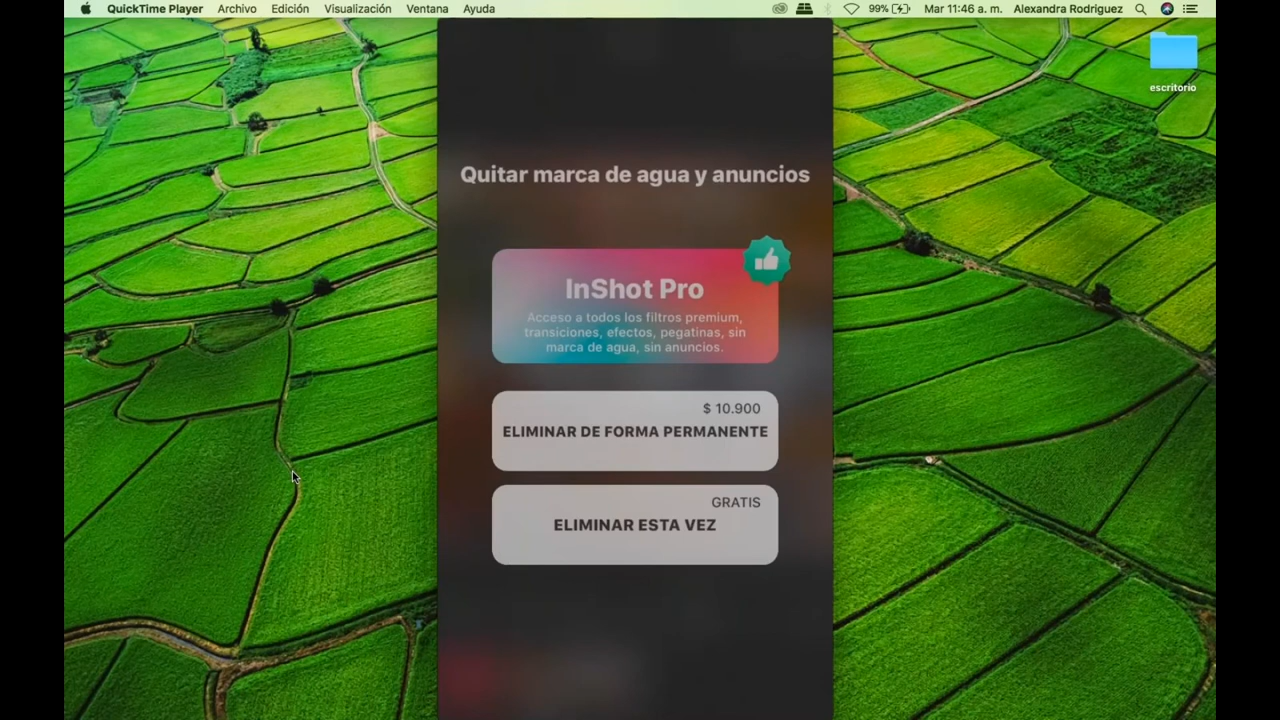 QuickTime Player Archivo Edición Visualización Ventana Ayuda 99% Mar 11:46 a. m. Alexandra Rodriguez
escritorio
Quitar marca de agua y anuncios
InShot Pro
Acceso a todos los filtros premium,
transiciones, efectos, pegatinas, sin
marca de agua, sin anuncios.
$ 10.900
ELIMINAR DE FORMA PERMANENTE
GRATIS
ELIMINAR ESTA VEZ